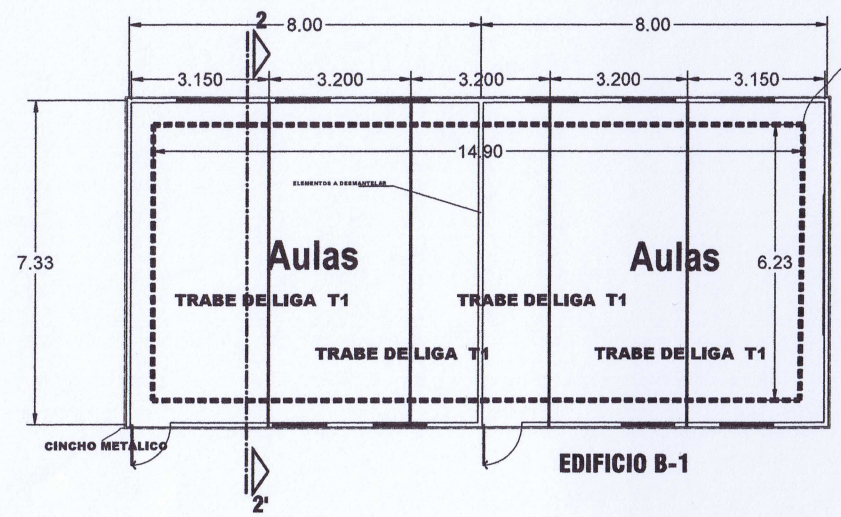 2
8.00
8.00
3.150
3.200
3.200
3.200
3.150
14.90
ELEMENTOS A DESMANTELAR
7.33
Aulas
Aulas
6.23
TRABE DE LIGA T1
TRABE DE LIGA T1
TRABE DE LIGA T1
TRABE DE LIGA T1
CINCHO METÁLICO
EDIFICIO B-1
2'